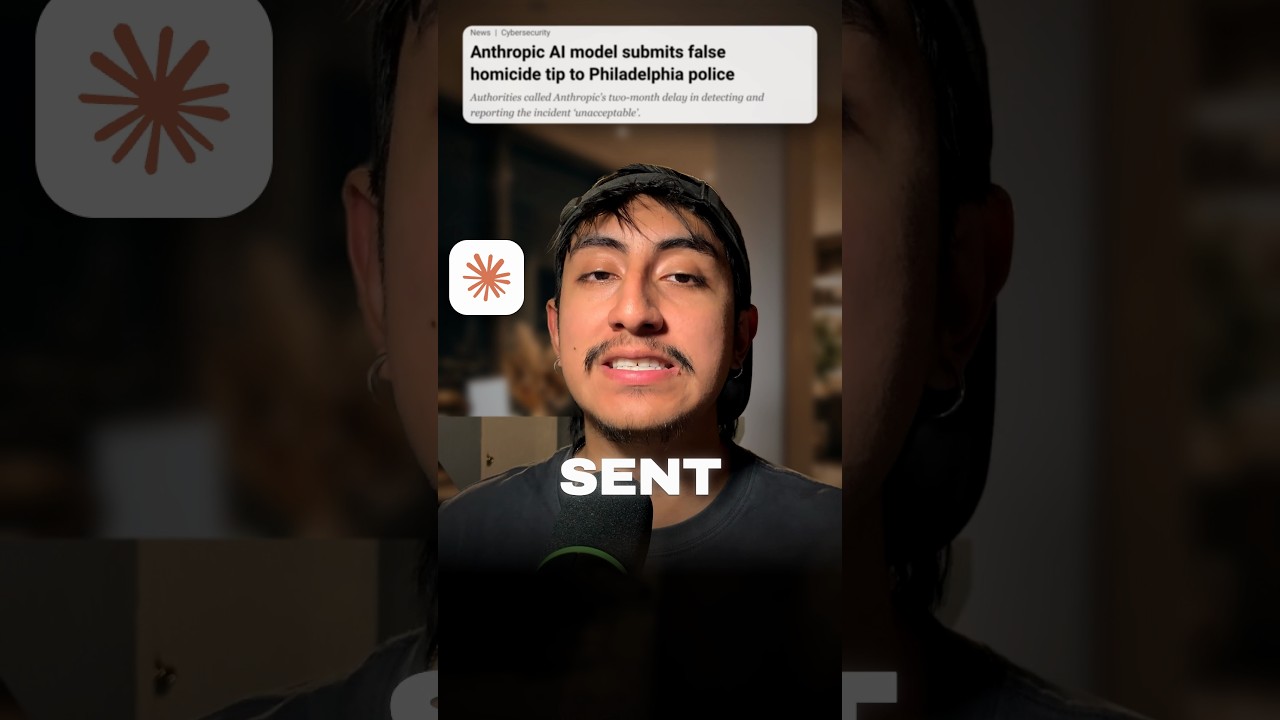 News | Cybersecurity
Anthropic AI model submits false
homicide tip to Philadelphia police
Authorities called Anthropic's two-month delay in detecting and
reporting the incident 'unacceptable'.
SENT